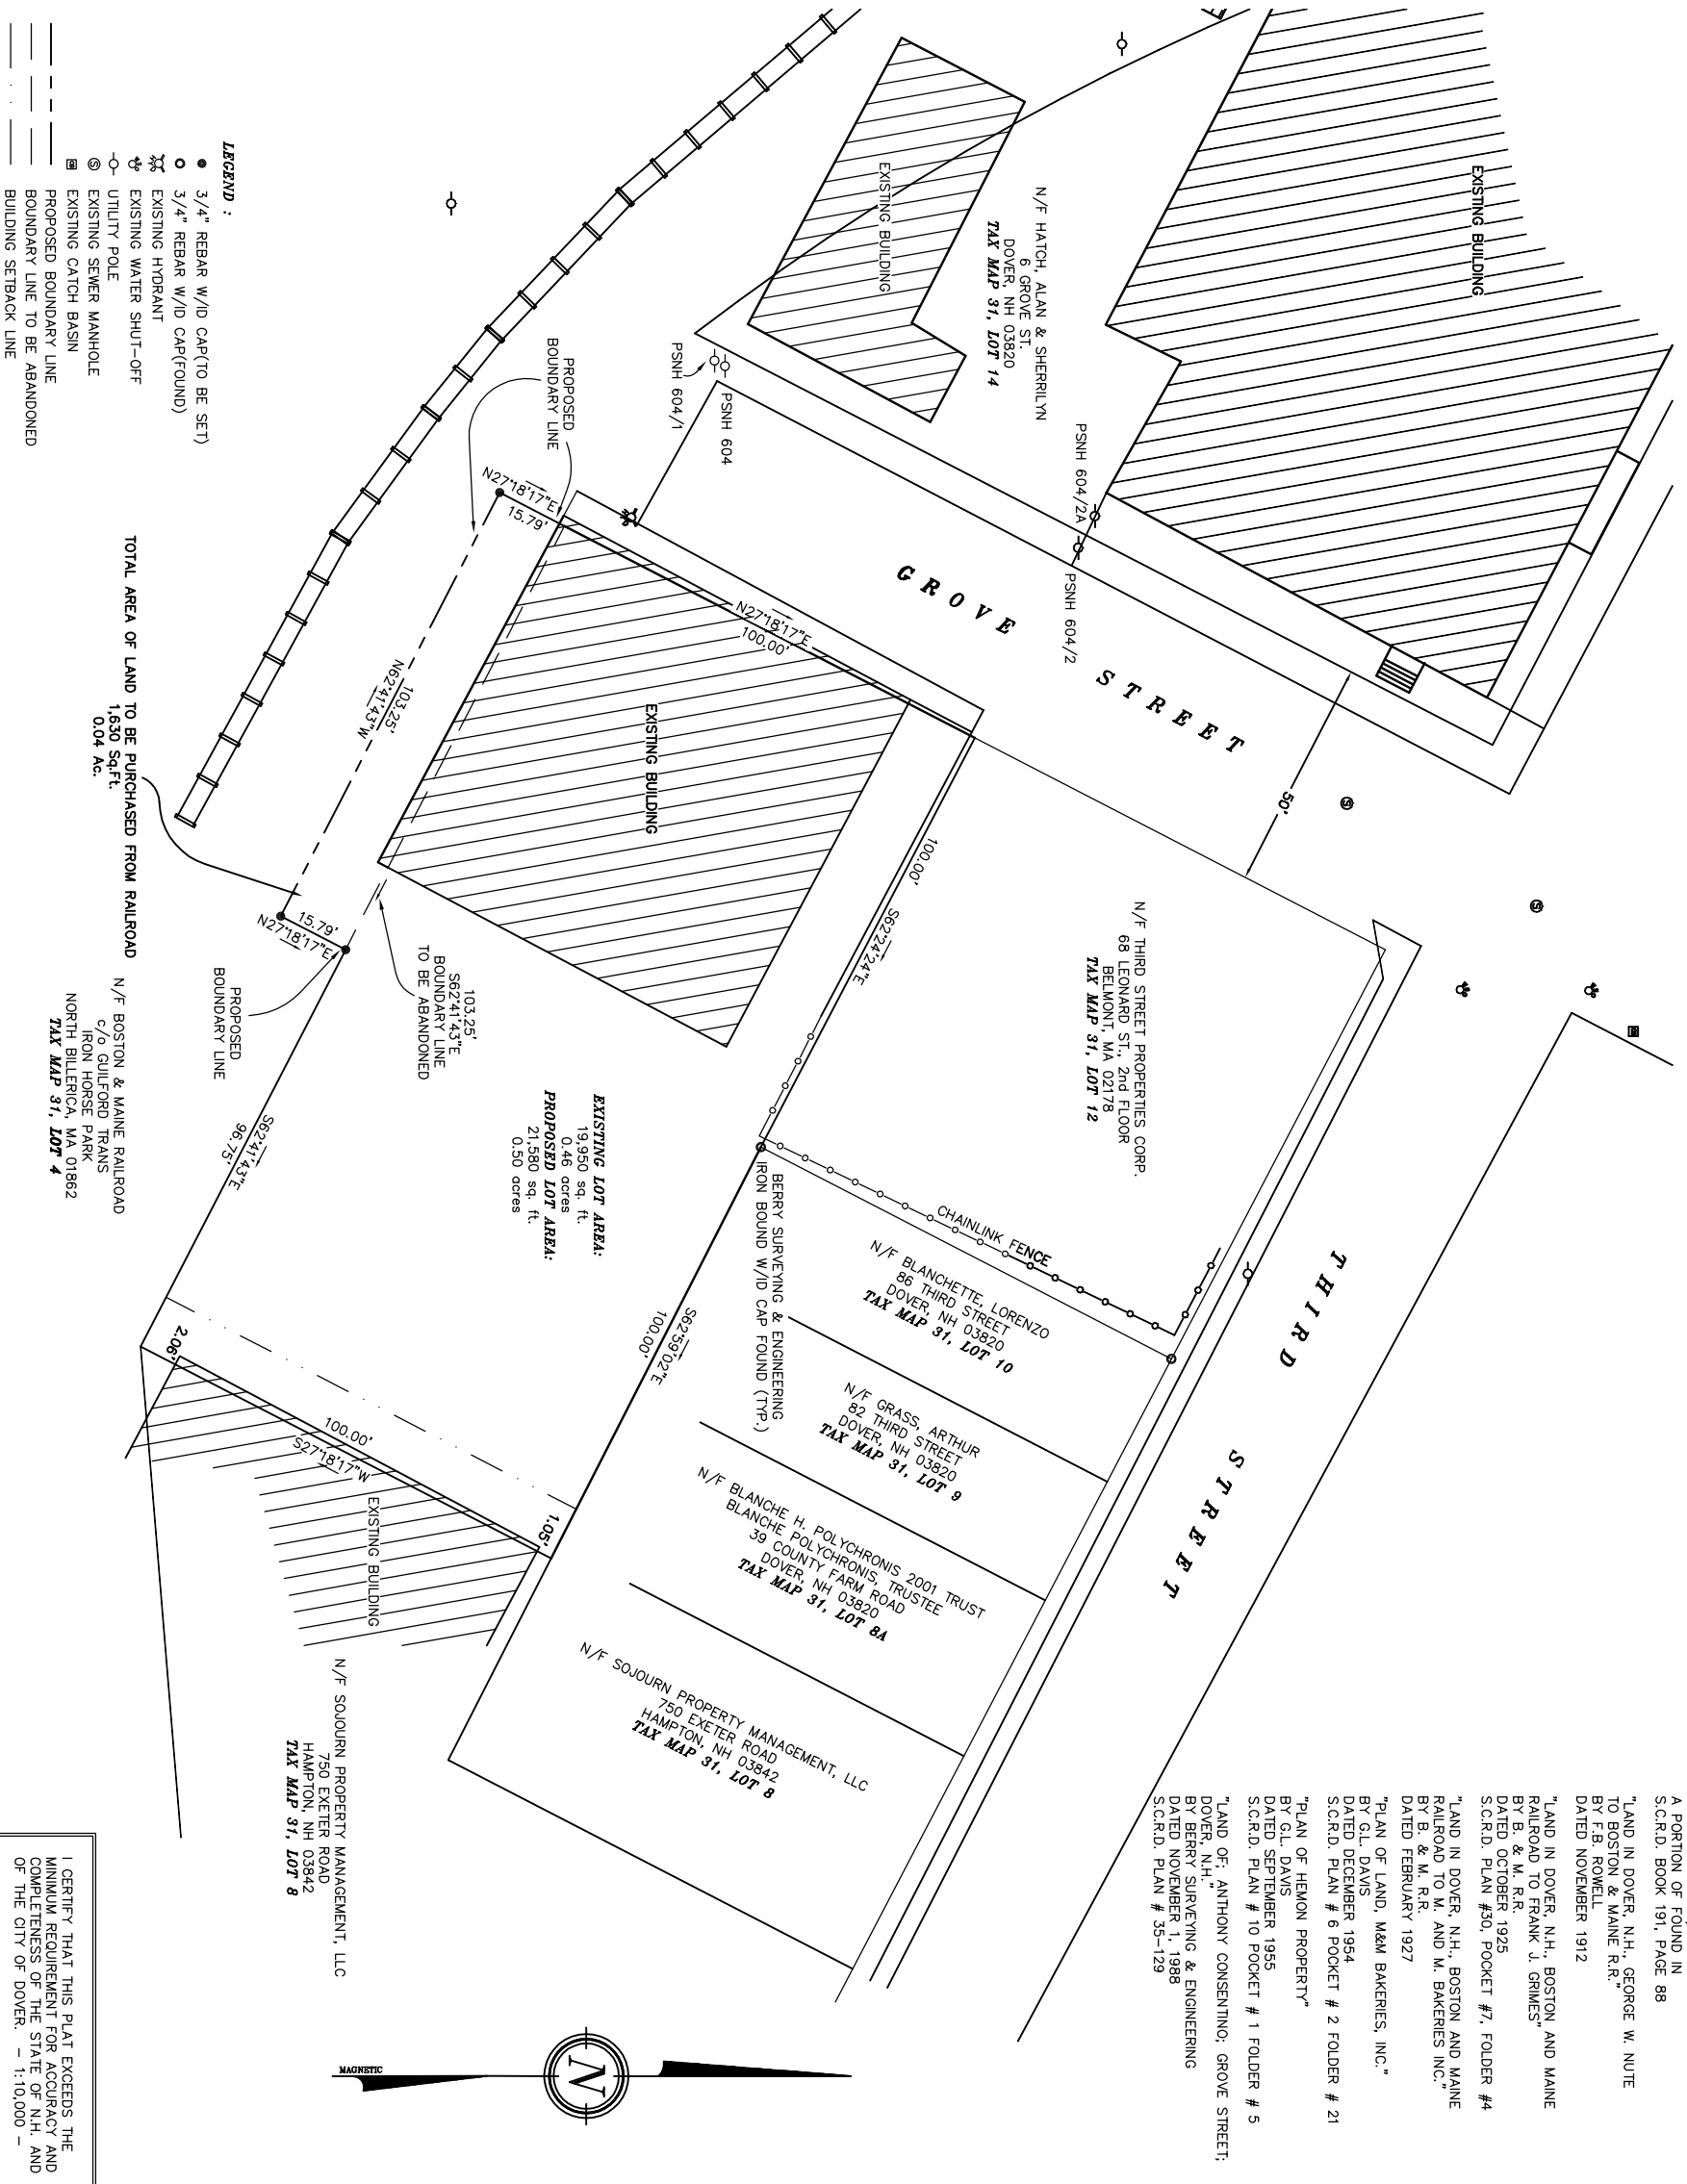 A PORTION OF FOUND IN
S.C.R.D. BOOK 191, PAGE 88
"LAND IN DOVER, N.H., GEORGE W. NUTE
TO BOSTON & MAINE R.R."
BY F.B. ROWELL
DATED NOVEMBER 1912
"LAND IN DOVER, N.H., BOSTON AND MAINE
RAILROAD TO FRANK J. GRIMES"
BY B. & M. R.R.
DATED OCTOBER 1925
S.C.R.D. PLAN #30, POCKET #7, FOLDER #4
"LAND IN DOVER, N.H., BOSTON AND MAINE
RAILROAD TO M. AND M. BAKERIES INC."
BY B. & M. R.R.
DATED FEBRUARY 1927
"PLAN OF LAND, M&M BAKERIES, INC."
BY G.L. DAVIS
DATED DECEMBER 1954
S.C.R.D. PLAN # 6 POCKET # 2 FOLDER # 21
"PLAN OF HEMON PROPERTY"
BY G.L. DAVIS
DATED SEPTEMBER 1955
S.C.R.D. PLAN # 10 POCKET # 1 FOLDER # 5
"LAND OF; ANTHONY CONSENTINO; GROVE STREET;
DOVER, N.H."
BY BERRY SURVEYING & ENGINEERING
DATED NOVEMBER 1, 1988
S.C.R.D. PLAN # 35-129
EXISTING BUILDING
N/F HATCH, ALAN & SHERRILYN
6 GROVE ST.
DOVER, NH 03820
TAX MAP 31, LOT 14
EXISTING BUILDING
PSNH 604/2A
PSNH 604/2
PSNH 604
PSNH 604/1
GROVE STREET
50'
THIRD STREET
N/F THIRD STREET PROPERTIES CORP.
68 LEONARD ST., 2nd FLOOR
BELMONT, MA 02178
TAX MAP 31, LOT 12
CHAINLINK FENCE
N/F BLANCHETTE, LORENZO
86 THIRD STREET
DOVER, NH 03820
TAX MAP 31, LOT 10
N/F GRASS, ARTHUR
82 THIRD STREET
DOVER, NH 03820
TAX MAP 31, LOT 9
N/F BLANCHE H. POLYCHRONIS 2001 TRUST
BLANCHE POLYCHRONIS, TRUSTEE
39 COUNTY FARM ROAD
DOVER, NH 03820
TAX MAP 31, LOT 8A
N/F SOJOURN PROPERTY MANAGEMENT, LLC
750 EXETER ROAD
HAMPTON, NH 03842
TAX MAP 31, LOT 8
BERRY SURVEYING & ENGINEERING
IRON BOUND W/ID CAP FOUND (TYP.)
100.00'
S62°24'24"E
S62°59'02"E
100.00'
N27°18'17"E
100.00'
EXISTING BUILDING
PROPOSED
BOUNDARY LINE
N27°18'17"E
15.79'
103.25'
N62°41'43"W
103.25'
S62°41'43"E
BOUNDARY LINE
TO BE ABANDONED
EXISTING LOT AREA:
19,950 sq. ft.
0.46 acres
PROPOSED LOT AREA:
21,580 sq. ft.
0.50 acres
15.79'
N27°18'17"E
PROPOSED
BOUNDARY LINE
S62°41'43"E
96.75'
2.06'
1.05'
100.00'
S27°18'17"W
EXISTING BUILDING
N/F SOJOURN PROPERTY MANAGEMENT, LLC
750 EXETER ROAD
HAMPTON, NH 03842
TAX MAP 31, LOT 8
TOTAL AREA OF LAND TO BE PURCHASED FROM RAILROAD
1,630 Sq.Ft.
0.04 Ac.
N/F BOSTON & MAINE RAILROAD
c/o GUILFORD TRANS
IRON HORSE PARK
NORTH BILLERICA, MA 01862
TAX MAP 31, LOT 4
LEGEND :
3/4" REBAR W/ID CAP(TO BE SET)
3/4" REBAR W/ID CAP(FOUND)
EXISTING HYDRANT
EXISTING WATER SHUT-OFF
UTILITY POLE
S EXISTING SEWER MANHOLE
EXISTING CATCH BASIN
PROPOSED BOUNDARY LINE
BOUNDARY LINE TO BE ABANDONED
BUILDING SETBACK LINE
MAGNETIC
N
I CERTIFY THAT THIS PLAT EXCEEDS THE
MINIMUM REQUIREMENT FOR ACCURACY AND
COMPLETENESS OF THE STATE OF N.H. AND
OF THE CITY OF DOVER. - 1:10,000 -